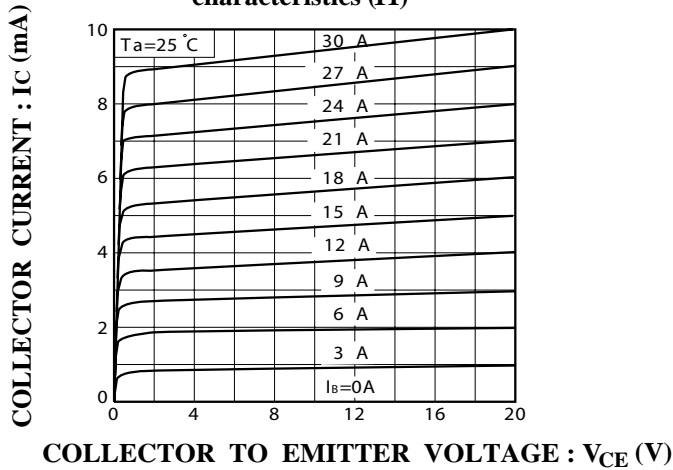 characteristics (II)
COLLECTOR CURRENT : IC (mA)
Ta=25 °C
10
8
6
4
2
0
30 A
27 A
24 A
21 A
18 A
15 A
12 A
9 A
6 A
3 A
IB=0A
0 4 8 12 16 20
COLLECTOR TO EMITTER VOLTAGE : VCE (V)